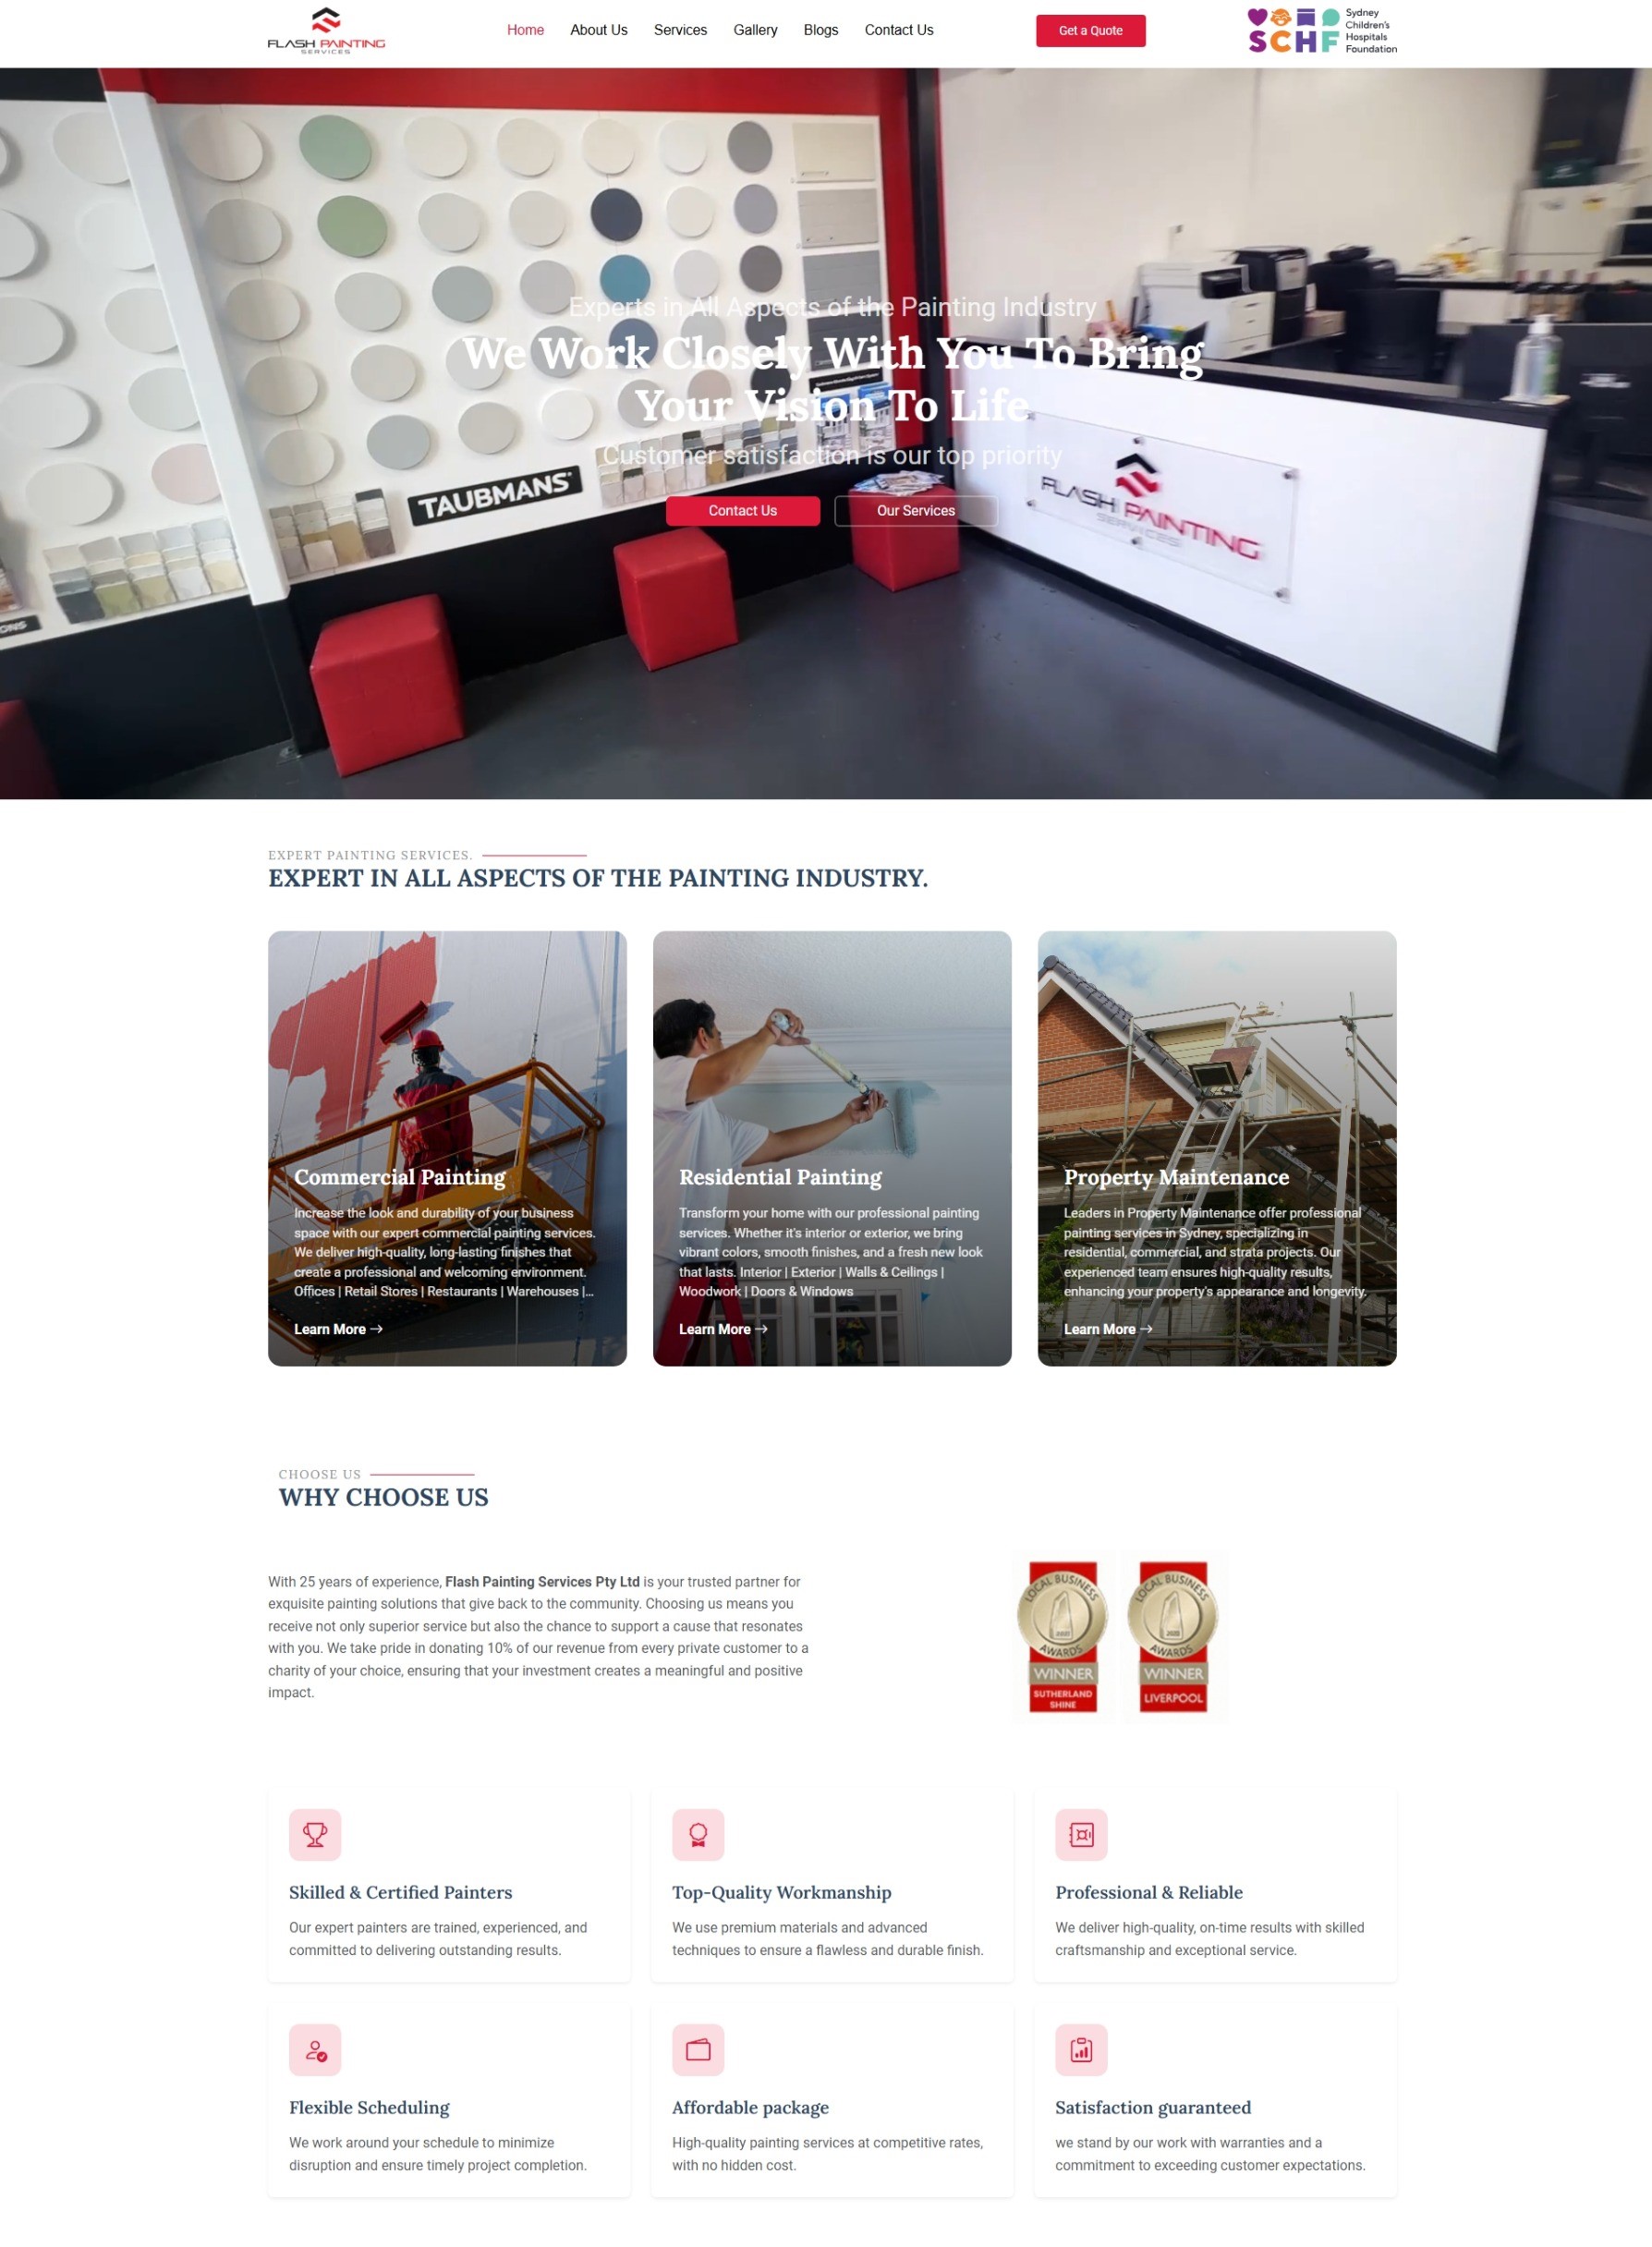 FLASH PAINTING
SERVICES
Home
About Us
Services
Gallery
Blogs
Contact Us
Get a Quote
SCHF
Sydney
Children's
Hospitals
Foundation
Experts in All Aspects of the Painting Industry
We Work Closely With You To Bring
Your Vision To Life
Customer satisfaction is our top priority
Contact Us
Our Services
TAUBMANS
FLASH PAINTING
SERVICES
EXPERT PAINTING SERVICES.
EXPERT IN ALL ASPECTS OF THE PAINTING INDUSTRY.
Commercial Painting
Increase the look and durability of your business
space with our expert commercial painting services.
We deliver high-quality, long-lasting finishes that
create a professional and welcoming environment.
Offices | Retail Stores | Restaurants | Warehouses |...
Learn More →
Residential Painting
Transform your home with our professional painting
services. Whether it's interior or exterior, we bring
vibrant colors, smooth finishes, and a fresh new look
that lasts. Interior | Exterior | Walls & Ceilings |
Woodwork | Doors & Windows
Learn More →
Property Maintenance
Leaders in Property Maintenance offer professional
painting services in Sydney, specializing in
residential, commercial, and strata projects. Our
experienced team ensures high-quality results,
enhancing your property's appearance and longevity.
Learn More →
CHOOSE US
WHY CHOOSE US
With 25 years of experience, Flash Painting Services Pty Ltd is your trusted partner for
exquisite painting solutions that give back to the community. Choosing us means you
receive not only superior service but also the chance to support a cause that resonates
with you. We take pride in donating 10% of our revenue from every private customer to a
charity of your choice, ensuring that your investment creates a meaningful and positive
impact.
LOCAL BUSINESS
AWARDS
WINNER
SUTHERLAND
SHINE
LOCAL BUSINESS
AWARDS
WINNER
LIVERPOOL
Skilled & Certified Painters
Our expert painters are trained, experienced, and
committed to delivering outstanding results.
Top-Quality Workmanship
We use premium materials and advanced
techniques to ensure a flawless and durable finish.
Professional & Reliable
We deliver high-quality, on-time results with skilled
craftsmanship and exceptional service.
Flexible Scheduling
We work around your schedule to minimize
disruption and ensure timely project completion.
Affordable package
High-quality painting services at competitive rates,
with no hidden cost.
Satisfaction guaranteed
we stand by our work with warranties and a
commitment to exceeding customer expectations.